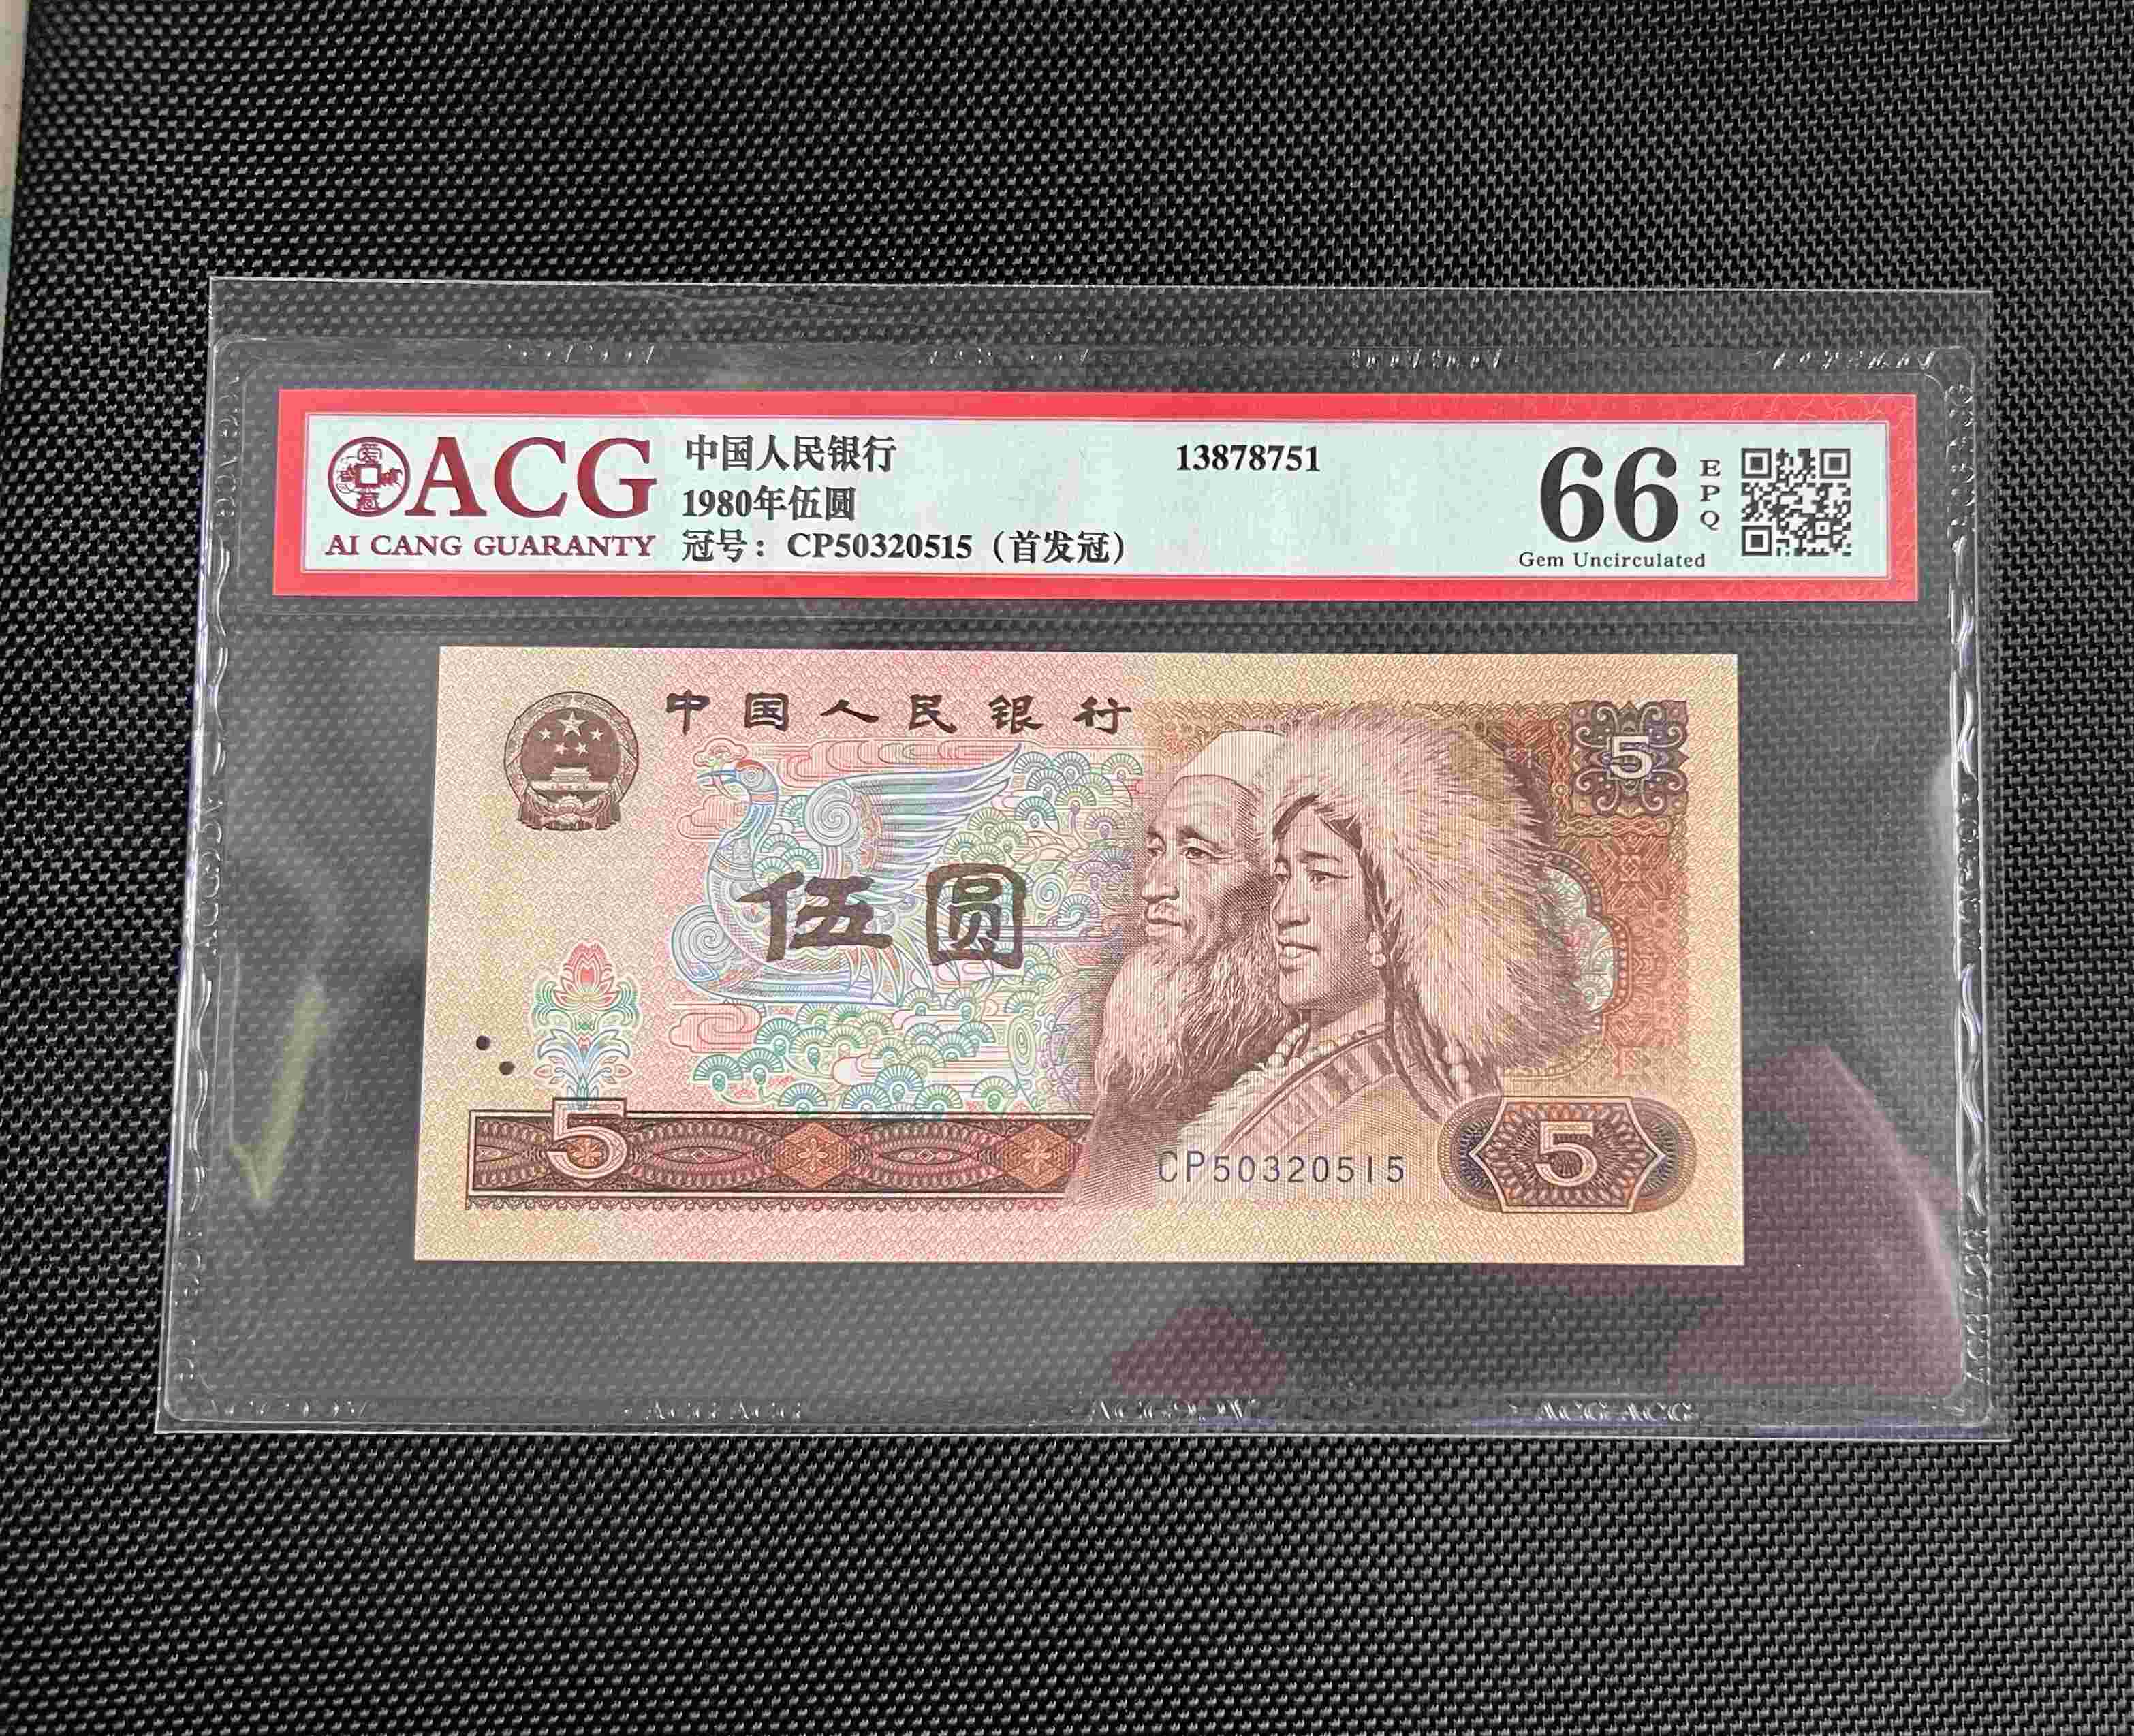 ACG
AI CANG GUARANTY
中国人民银行
1980年伍圆
冠号：CP50320515（首发冠）
13878751
66
EPQ
Gem Uncirculated
中国人民银行
5
伍圆
5
CP50320515
5
ACG ACG